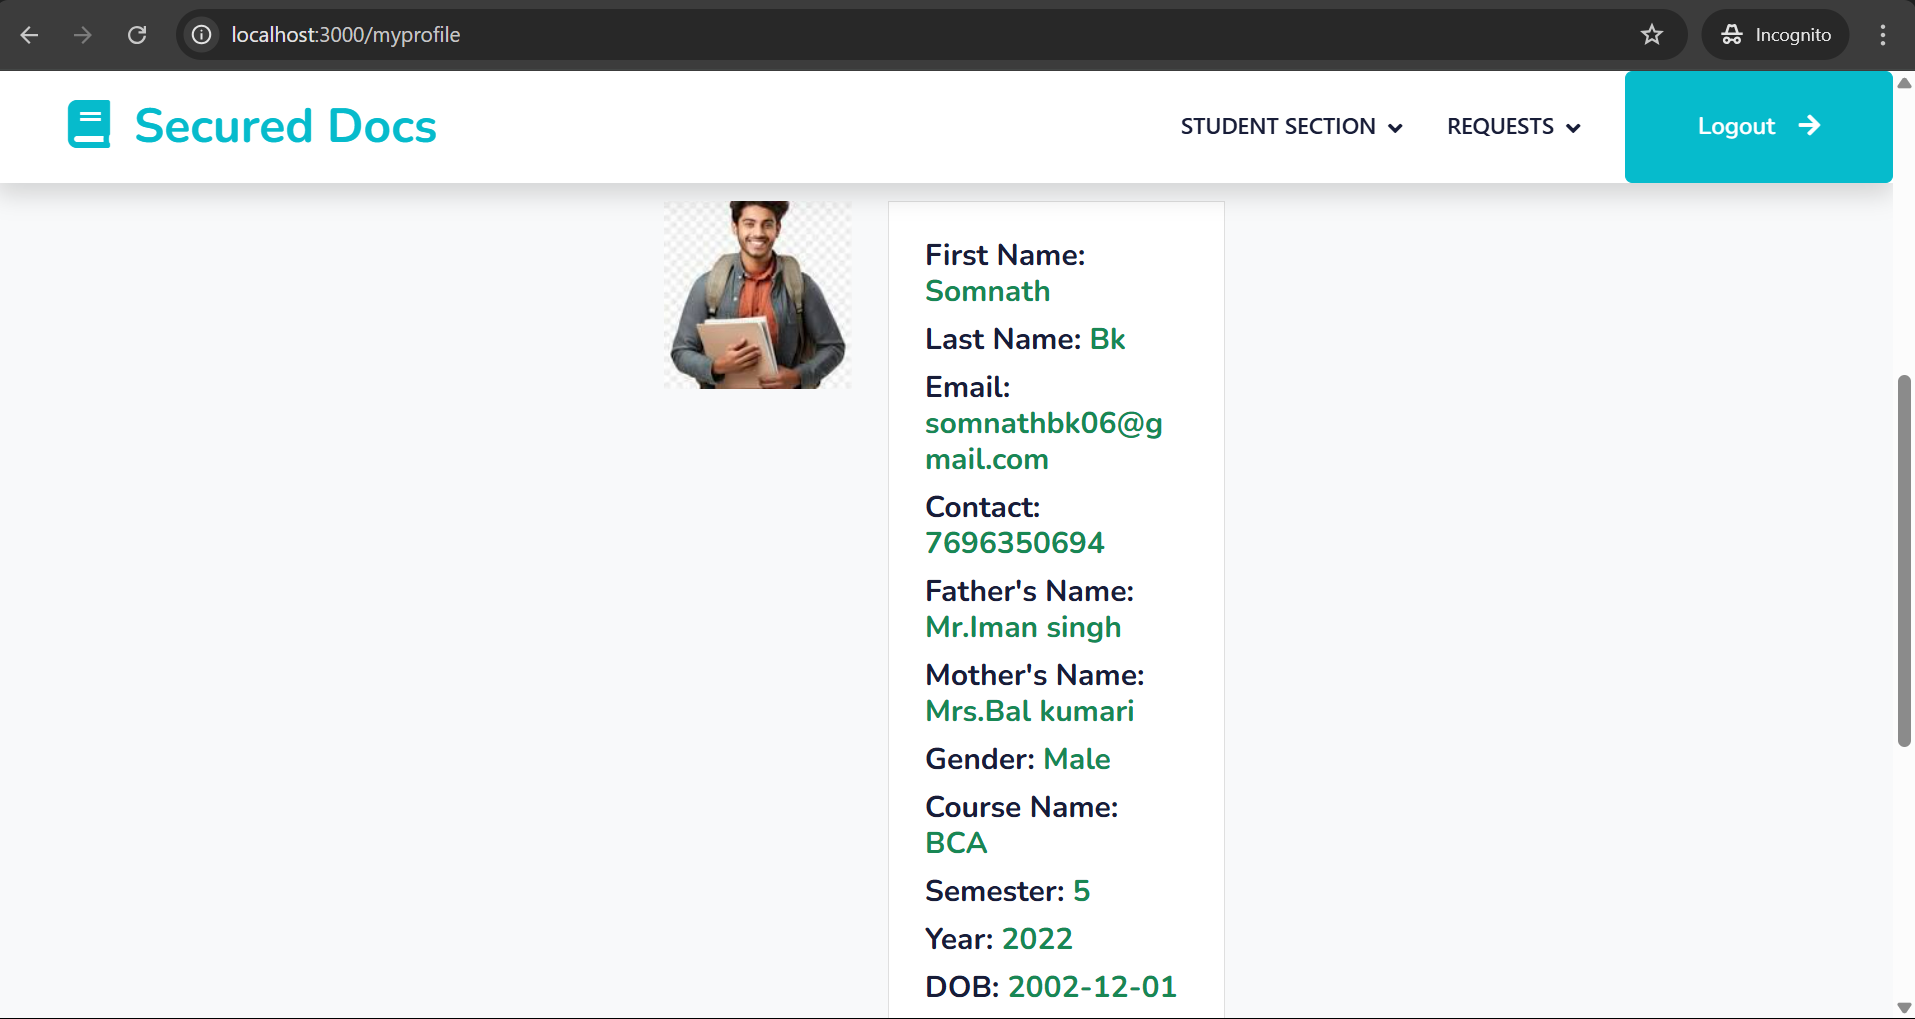 localhost:3000/myprofile
Incognito
Secured Docs
STUDENT SECTION
REQUESTS
Logout
First Name:
Somnath
Last Name: Bk
Email:
somnathbk06@g
mail.com
Contact:
7696350694
Father's Name:
Mr.Iman singh
Mother's Name:
Mrs.Bal kumari
Gender: Male
Course Name:
BCA
Semester: 5
Year: 2022
DOB: 2002-12-01